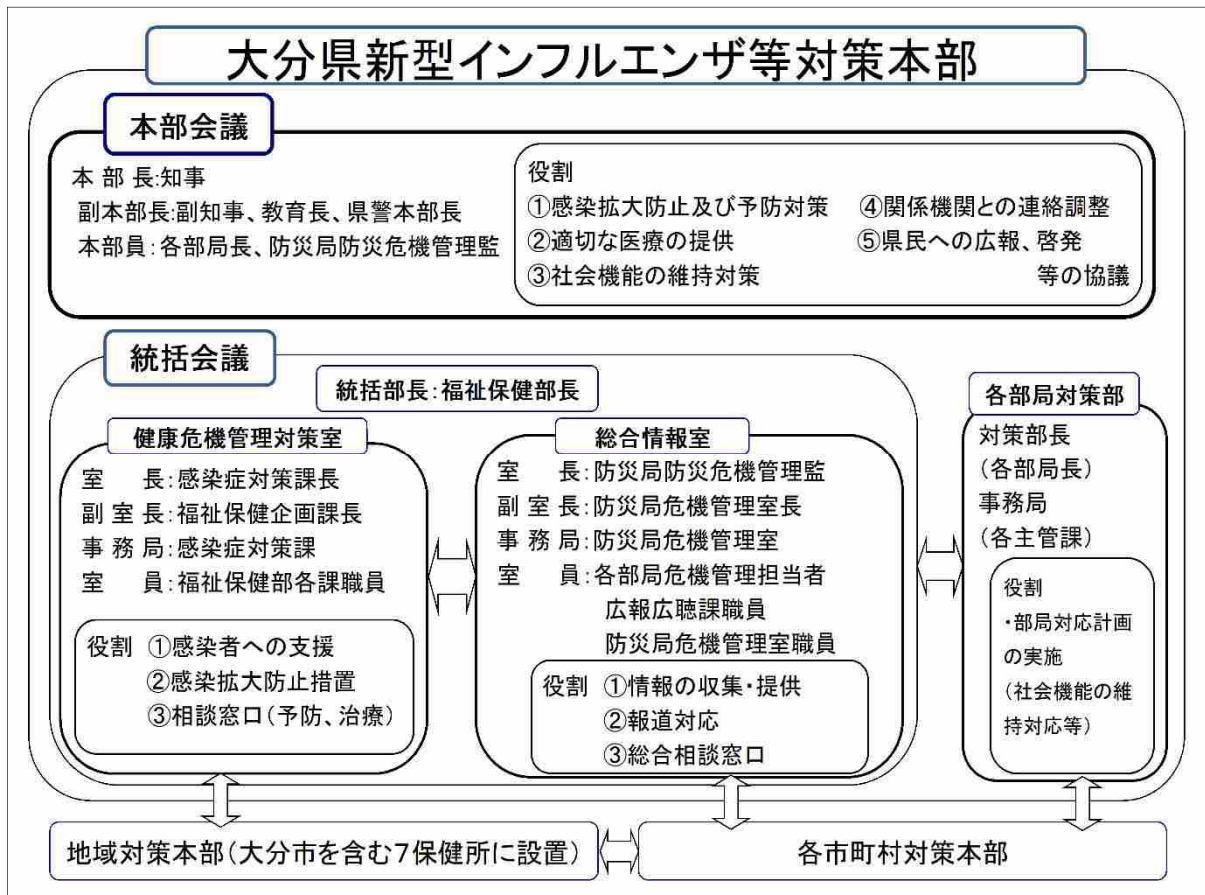 大分県新型インフルエンザ等対策本部
本部会議
本 部 長:知事
副本部長:副知事、教育長、県警本部長
本部員:各部局長、防災局防災危機管理監
役割
①感染拡大防止及び予防対策
②適切な医療の提供
③社会機能の維持対策
④関係機関との連絡調整
⑤県民への広報、啓発
等の協議
統括会議
統括部長:福祉保健部長
健康危機管理対策室
室　　長:感染症対策課長
副 室 長:福祉保健企画課長
事 務 局:感染症対策課
室　　員:福祉保健部各課職員
役割 ①感染者への支援
②感染拡大防止措置
③相談窓口(予防、治療)
総合情報室
室　　長:防災局防災危機管理監
副 室 長:防災局危機管理室長
事 務 局:防災局危機管理室
室　　員:各部局危機管理担当者
広報広聴課職員
防災局危機管理室職員
役割 ①情報の収集・提供
②報道対応
③総合相談窓口
各部局対策部
対策部長
(各部局長)
事務局
(各主管課)
役割
・部局対応計画
の実施
(社会機能の維
持対応等)
地域対策本部(大分市を含む7保健所に設置)
各市町村対策本部